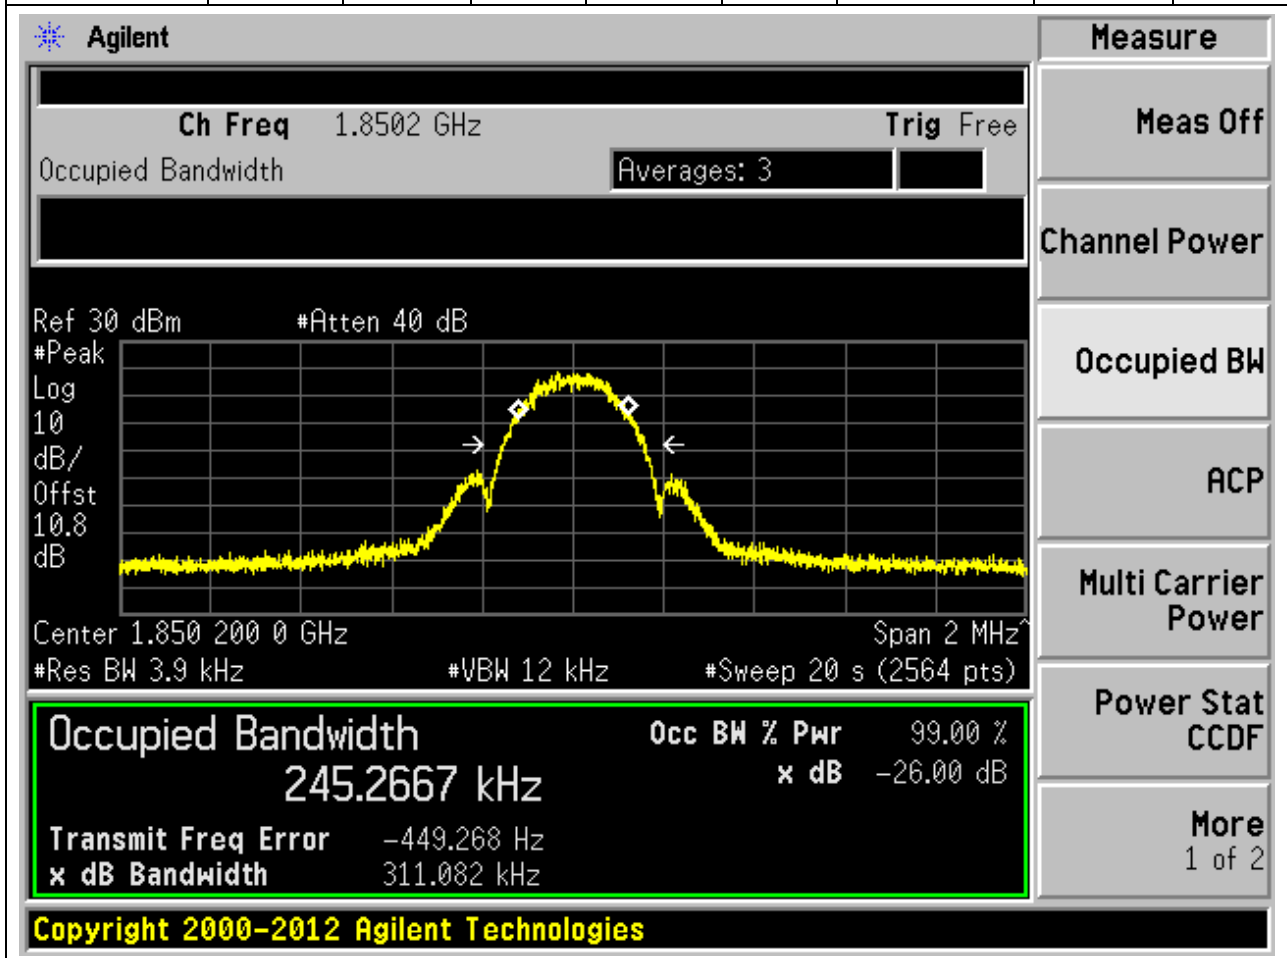 Agilent
Measure
Ch Freq 1.8502 GHz Trig Free
Meas Off
Occupied Bandwidth Averages: 3
Channel Power
Ref 30 dBm #Atten 40 dB
#Peak
Log
10
dB/
Offst
10.8
dB
Occupied BW
ACP
Multi Carrier
Power
Center 1.850 200 0 GHz Span 2 MHz^
#Res BW 3.9 kHz #VBW 12 kHz #Sweep 20 s (2564 pts)
Occupied Bandwidth Occ BW % Pwr 99.00 %
245.2667 kHz x dB -26.00 dB
Power Stat
CCDF
Transmit Freq Error -449.268 Hz
x dB Bandwidth 311.082 kHz
More
1 of 2
Copyright 2000-2012 Agilent Technologies